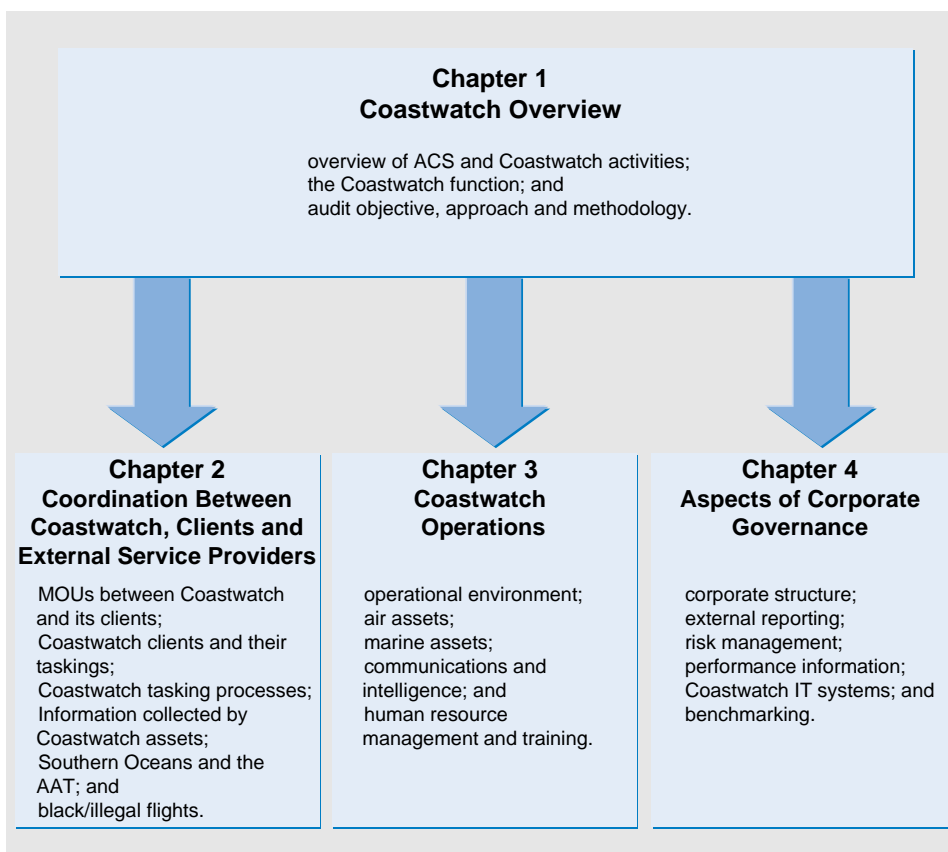 Chapter 1
Coastwatch Overview
overview of ACS and Coastwatch activities;
the Coastwatch function; and
audit objective, approach and methodology.
Chapter 2
Coordination Between
Coastwatch, Clients and
External Service Providers
MOUs between Coastwatch
and its clients;
Coastwatch clients and their
taskings;
Coastwatch tasking processes;
Information collected by
Coastwatch assets;
Southern Oceans and the
AAT; and
black/illegal flights.
Chapter 3
Coastwatch
Operations
operational environment;
air assets;
marine assets;
communications and
intelligence; and
human resource
management and training.
Chapter 4
Aspects of Corporate
Governance
corporate structure;
external reporting;
risk management;
performance information;
Coastwatch IT systems; and
benchmarking.